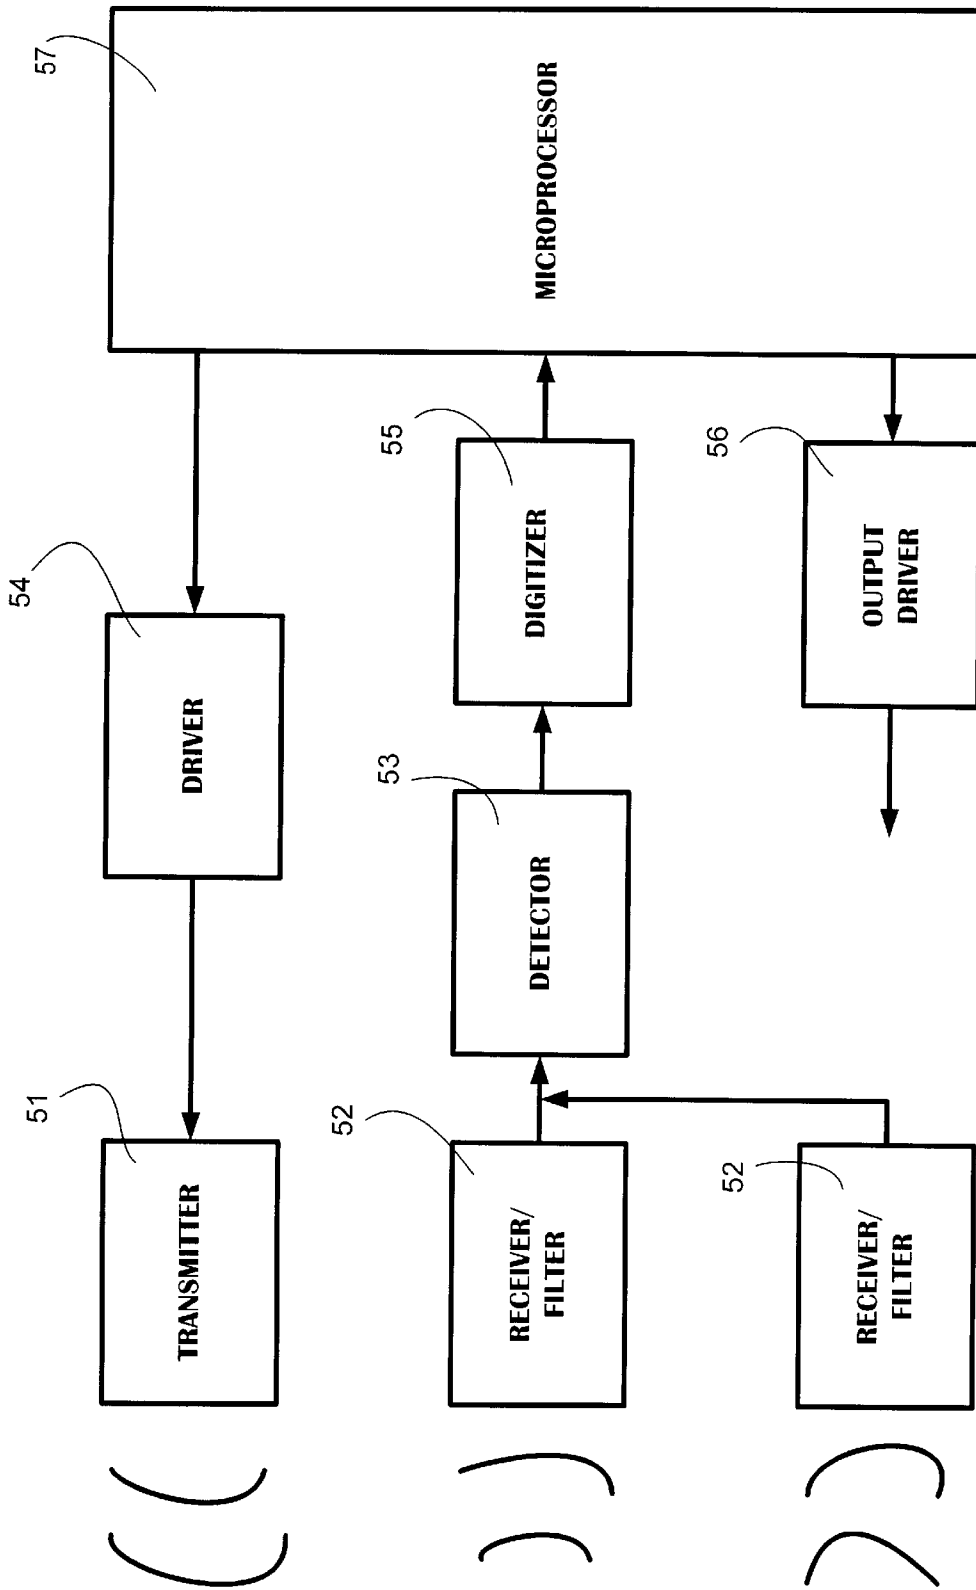 51
TRANSMITTER
54
DRIVER
57
MICROPROCESSOR
52
RECEIVER/
FILTER
53
DETECTOR
55
DIGITIZER
52
RECEIVER/
FILTER
56
OUTPUT
DRIVER